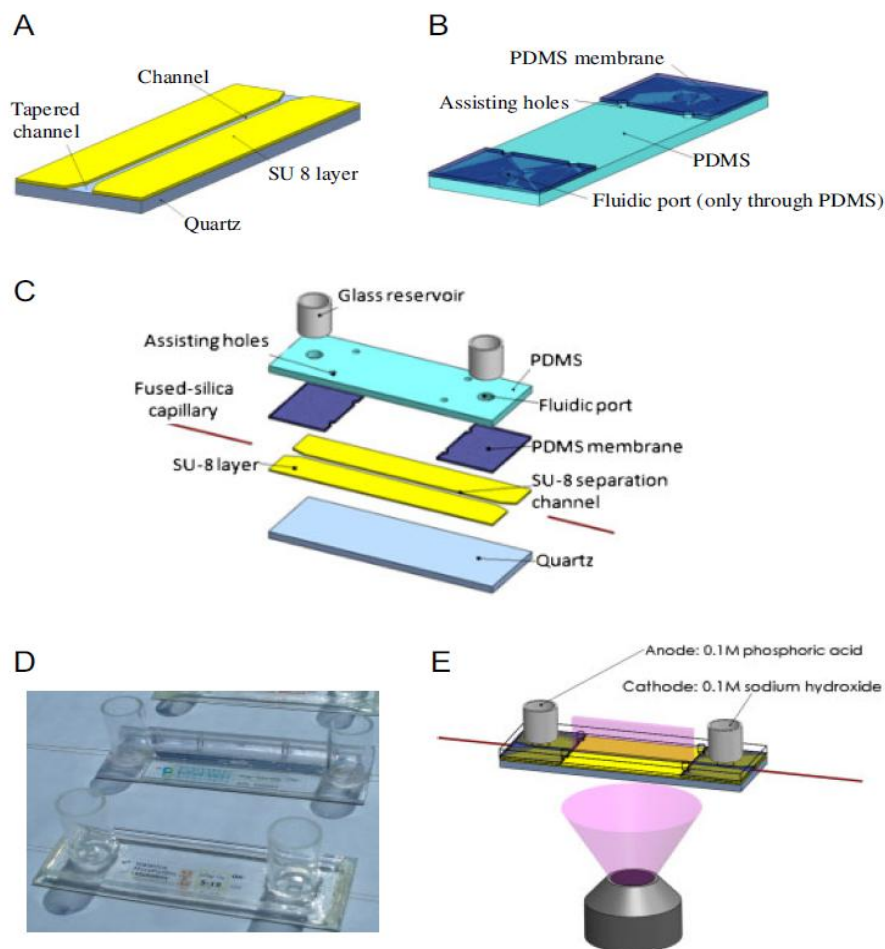 A
Channel
Tapered
channel
SU 8 layer
Quartz
B
PDMS membrane
Assisting holes
PDMS
Fluidic port (only through PDMS)
C
Glass reservoir
Assisting holes
PDMS
Fused-silica
capillary
Fluidic port
PDMS membrane
SU-8 layer
SU-8 separation
channel
Quartz
D
E
Anode: 0.1M phosphoric acid
Cathode: 0.1M sodium hydroxide